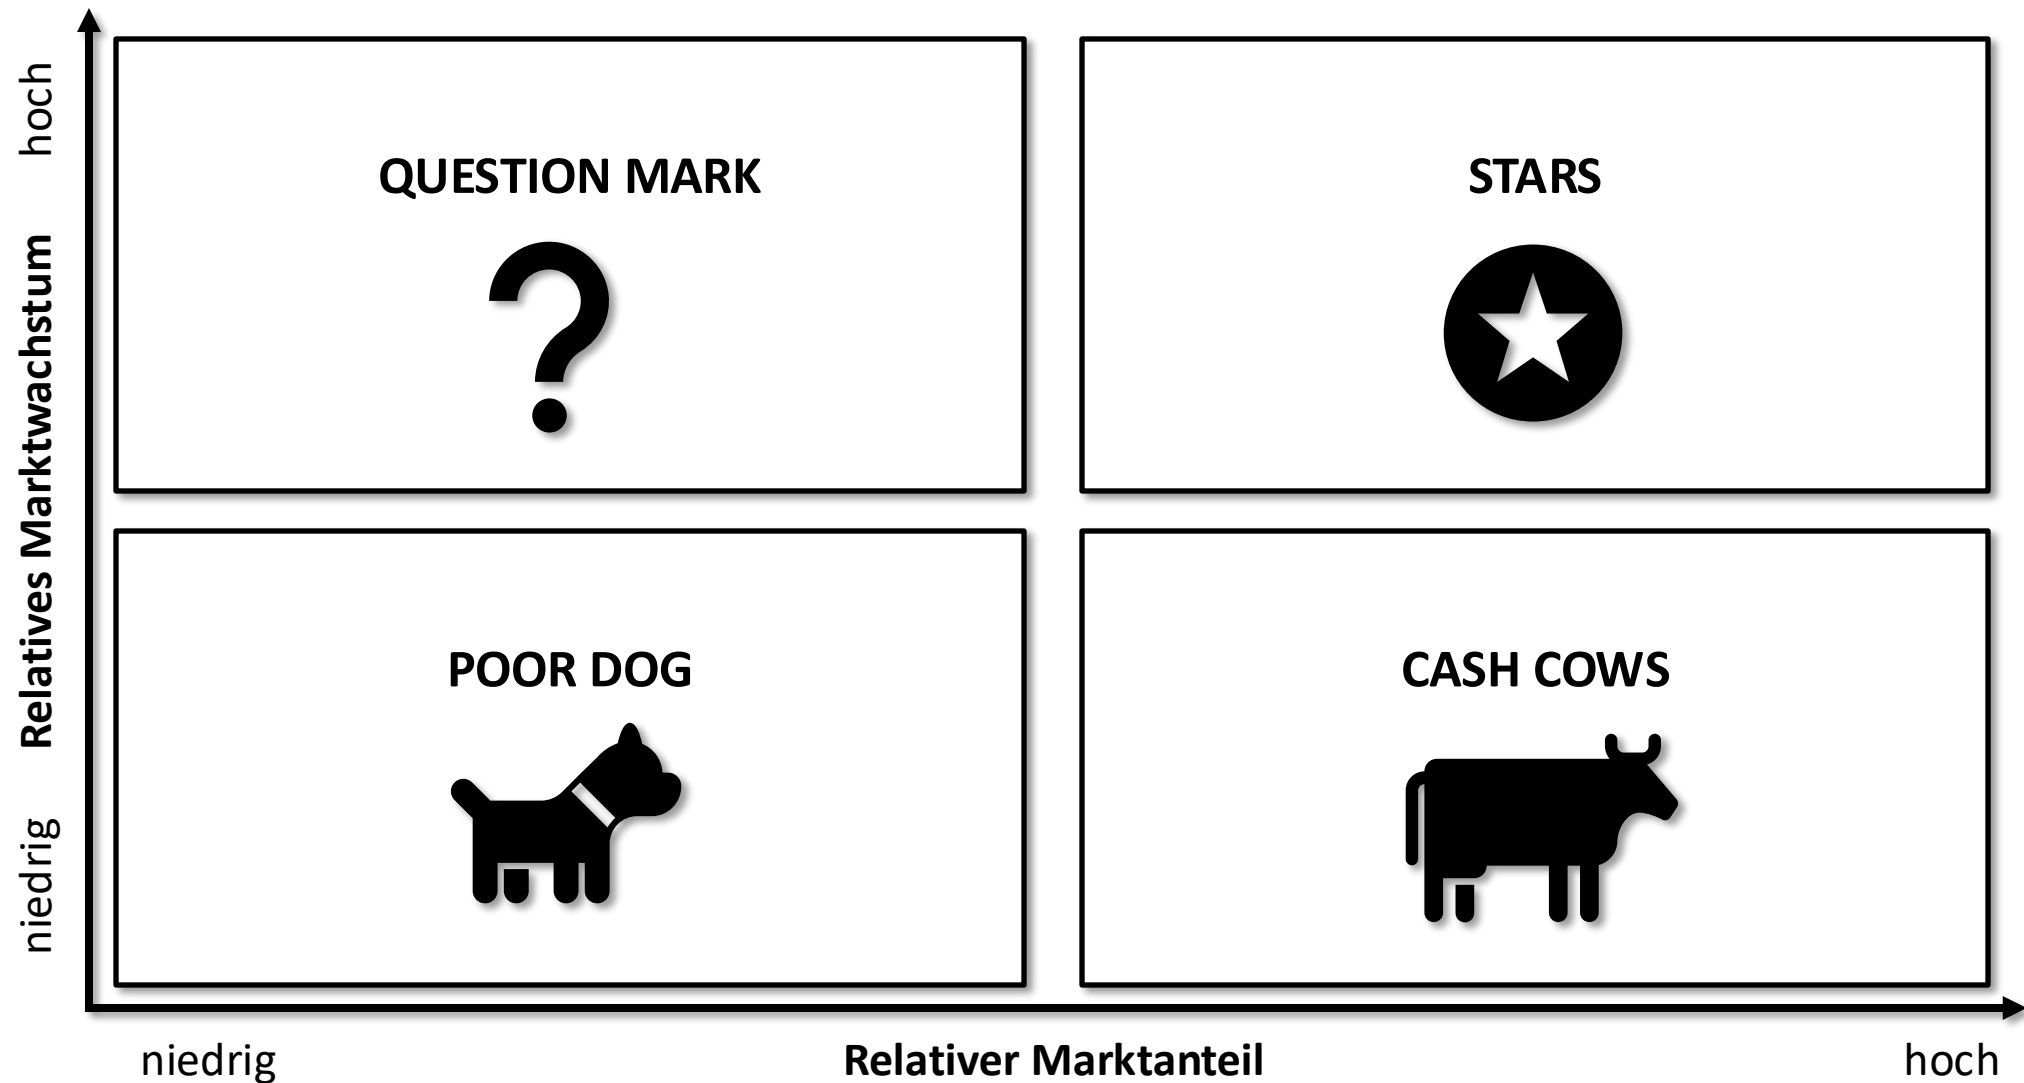 hoch
QUESTION MARK
STARS
Relatives Marktwachstum
POOR DOG
CASH COWS
niedrig
niedrig
Relativer Marktanteil
hoch